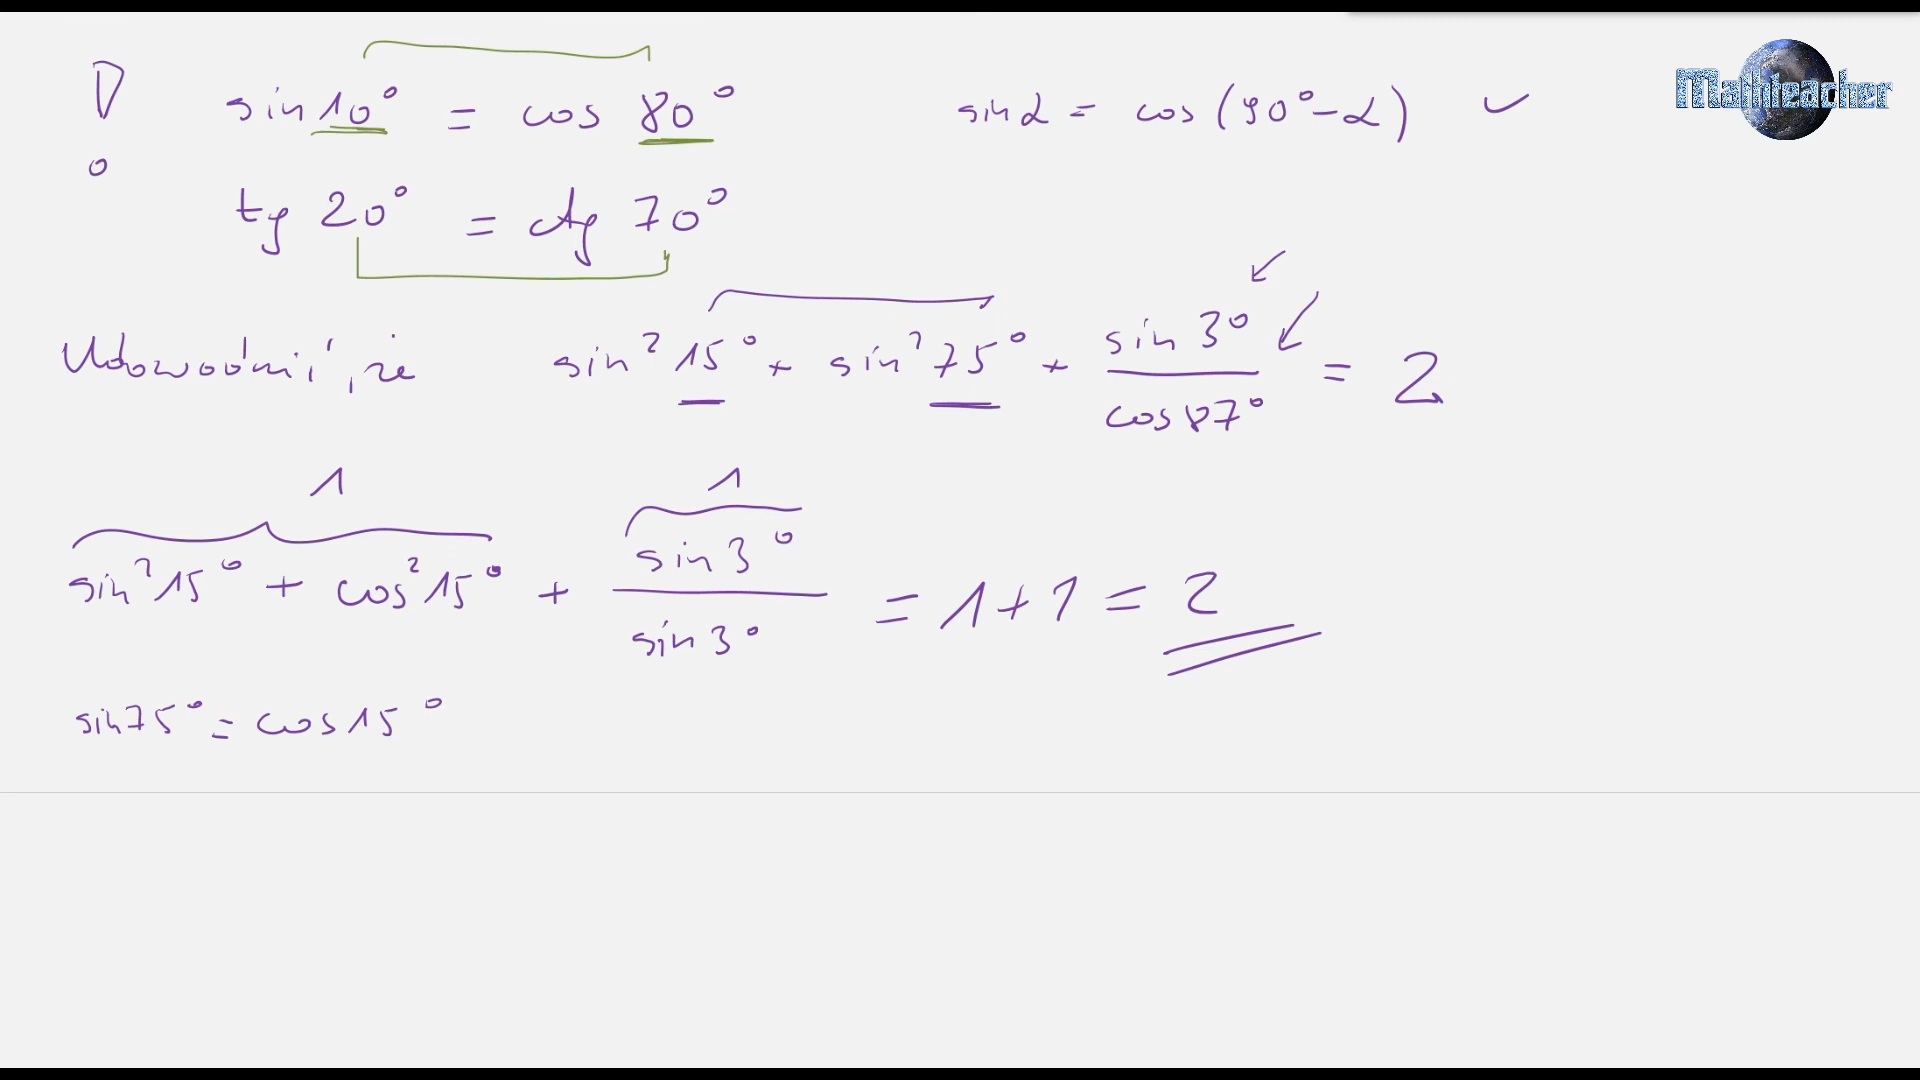 ! sin 10° = cos 80° sin α = cos (90° - α) ✓
Mathteacher
tg 20° = ctg 70°
Udowodnić, że sin² 15° + sin² 75° + sin 3° / cos 87° = 2
1 1
sin² 15° + cos² 15° + sin 3° / sin 3° = 1 + 1 = 2
sin 75° = cos 15°